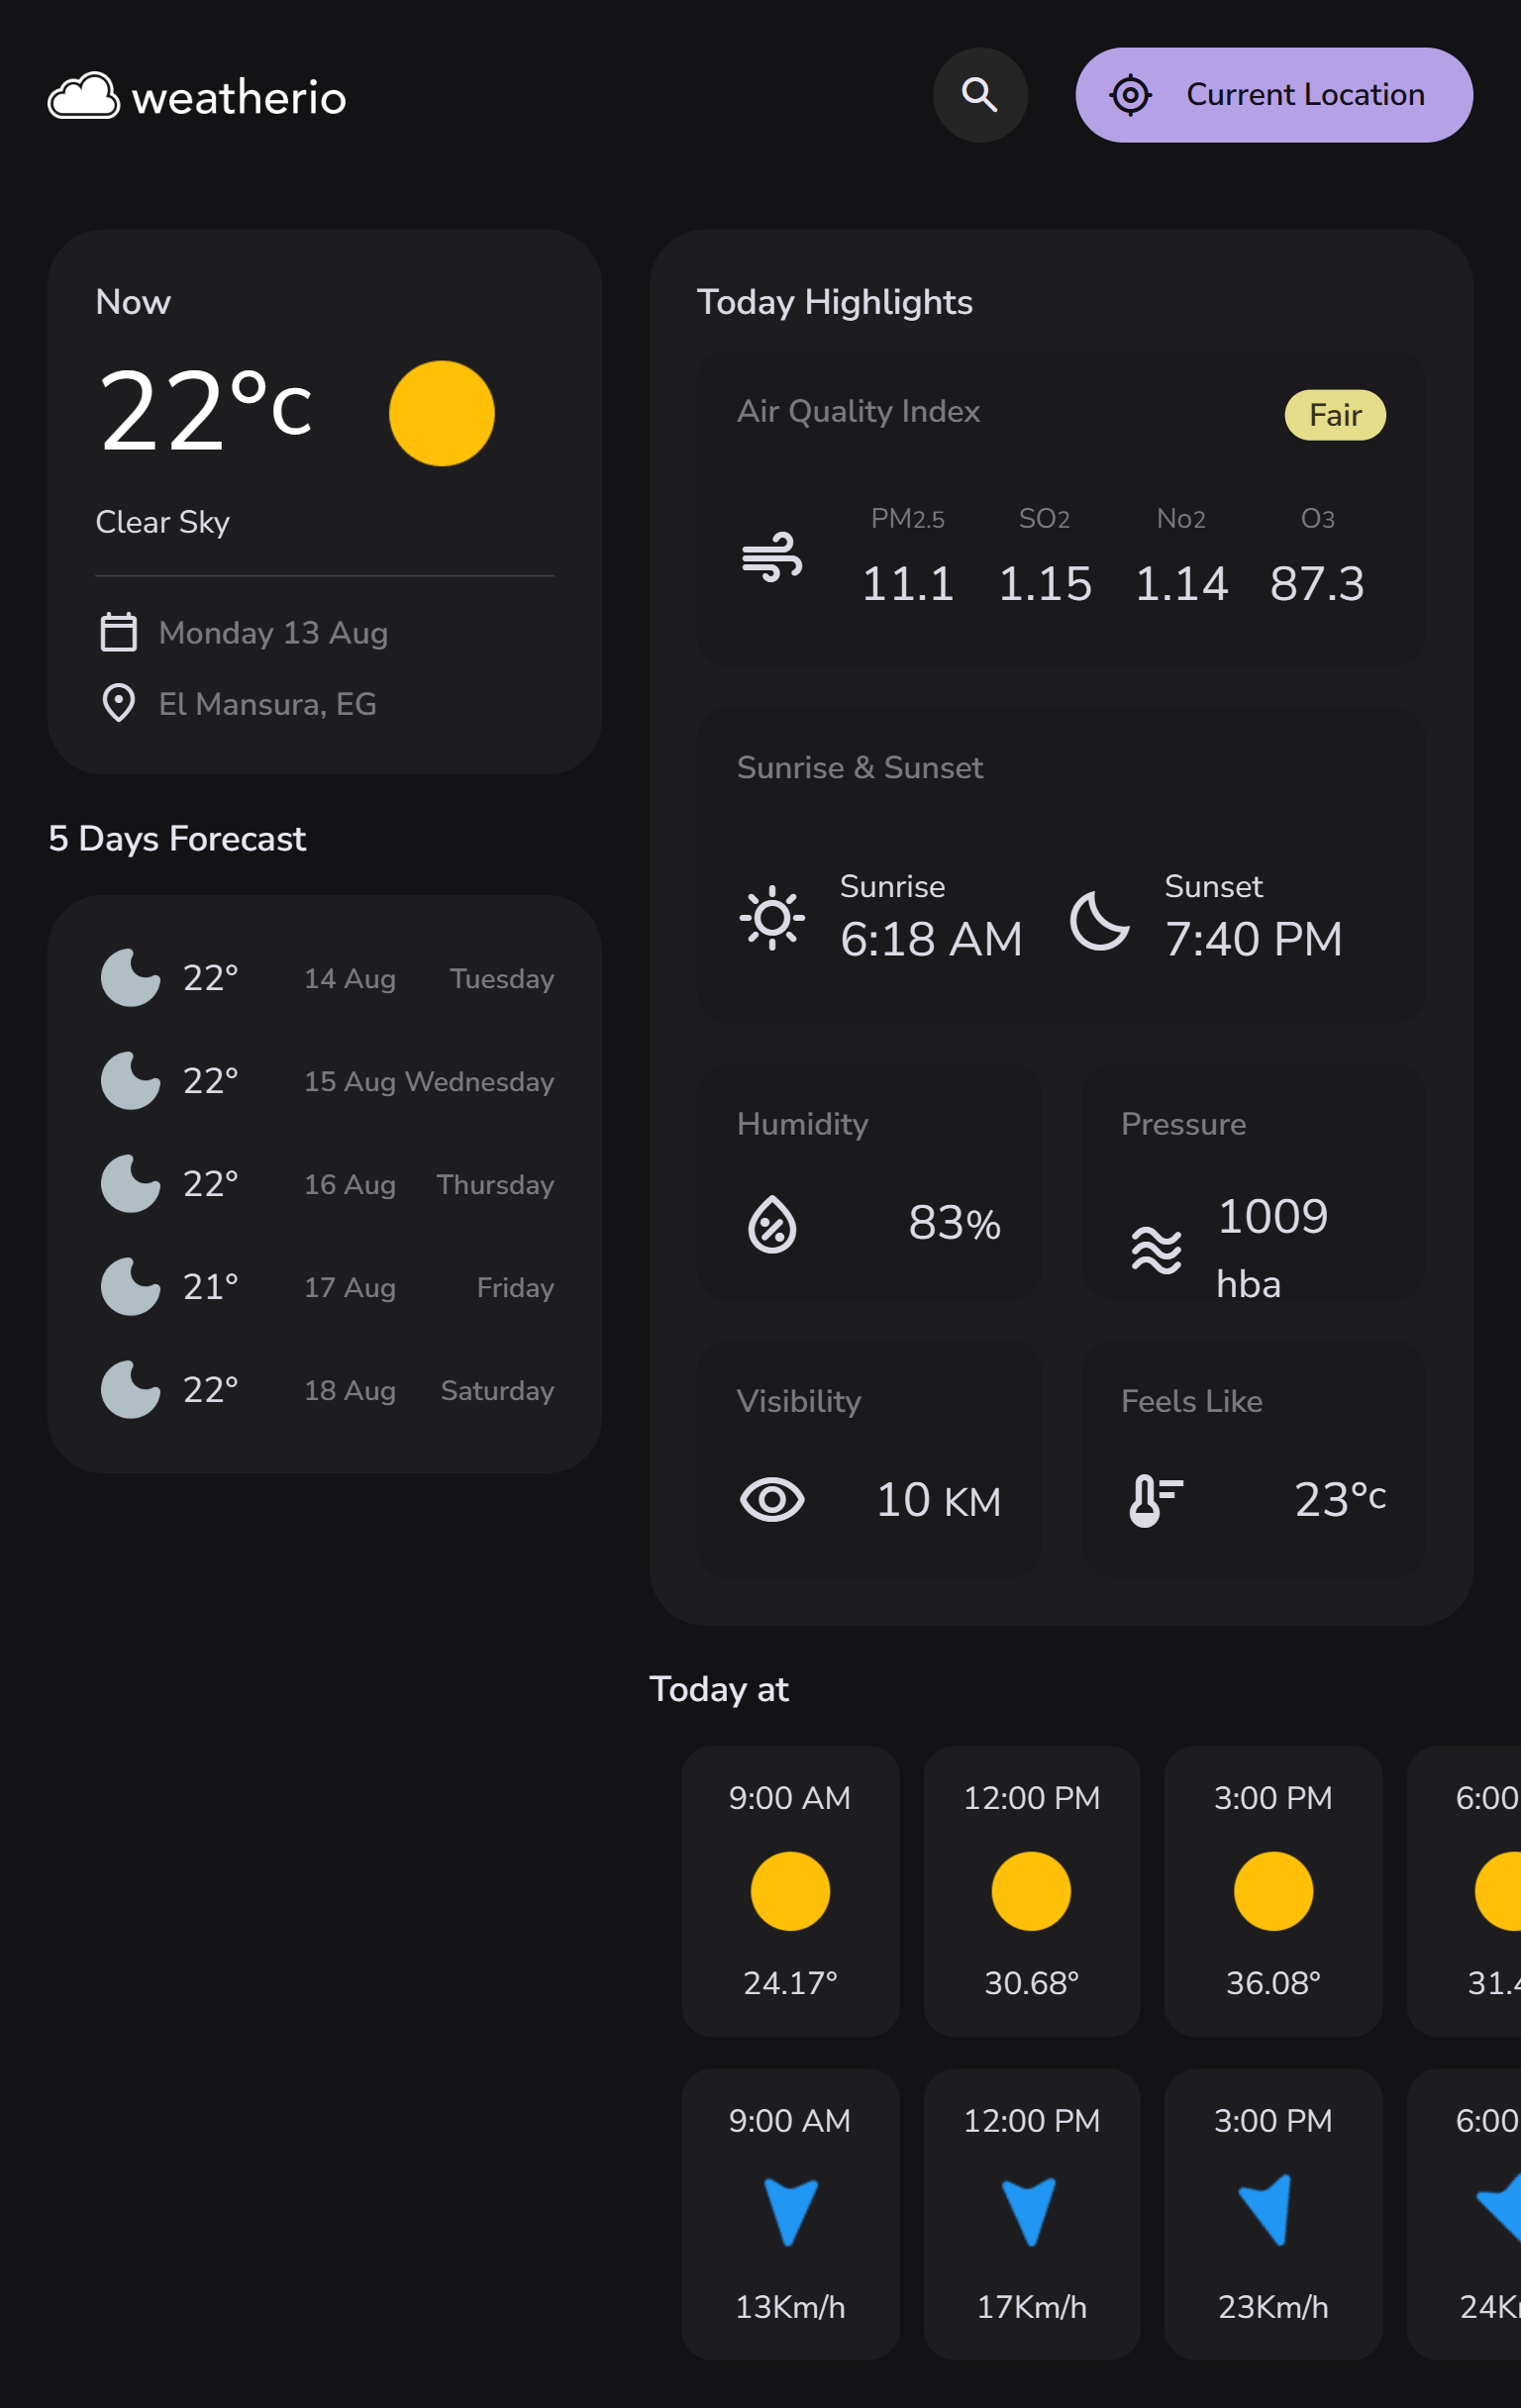 weatherio
Current Location
Now
22°c
Clear Sky
Monday 13 Aug
El Mansura, EG
5 Days Forecast
22° 14 Aug Tuesday
22° 15 Aug Wednesday
22° 16 Aug Thursday
21° 17 Aug Friday
22° 18 Aug Saturday
Today Highlights
Air Quality Index
Fair
PM2.5 SO2 No2 O3
11.1 1.15 1.14 87.3
Sunrise & Sunset
Sunrise
6:18 AM
Sunset
7:40 PM
Humidity
83%
Pressure
1009
hba
Visibility
10 KM
Feels Like
23°c
Today at
9:00 AM 12:00 PM 3:00 PM 6:00
24.17° 30.68° 36.08° 31.4
9:00 AM 12:00 PM 3:00 PM 6:00
13Km/h 17Km/h 23Km/h 24K